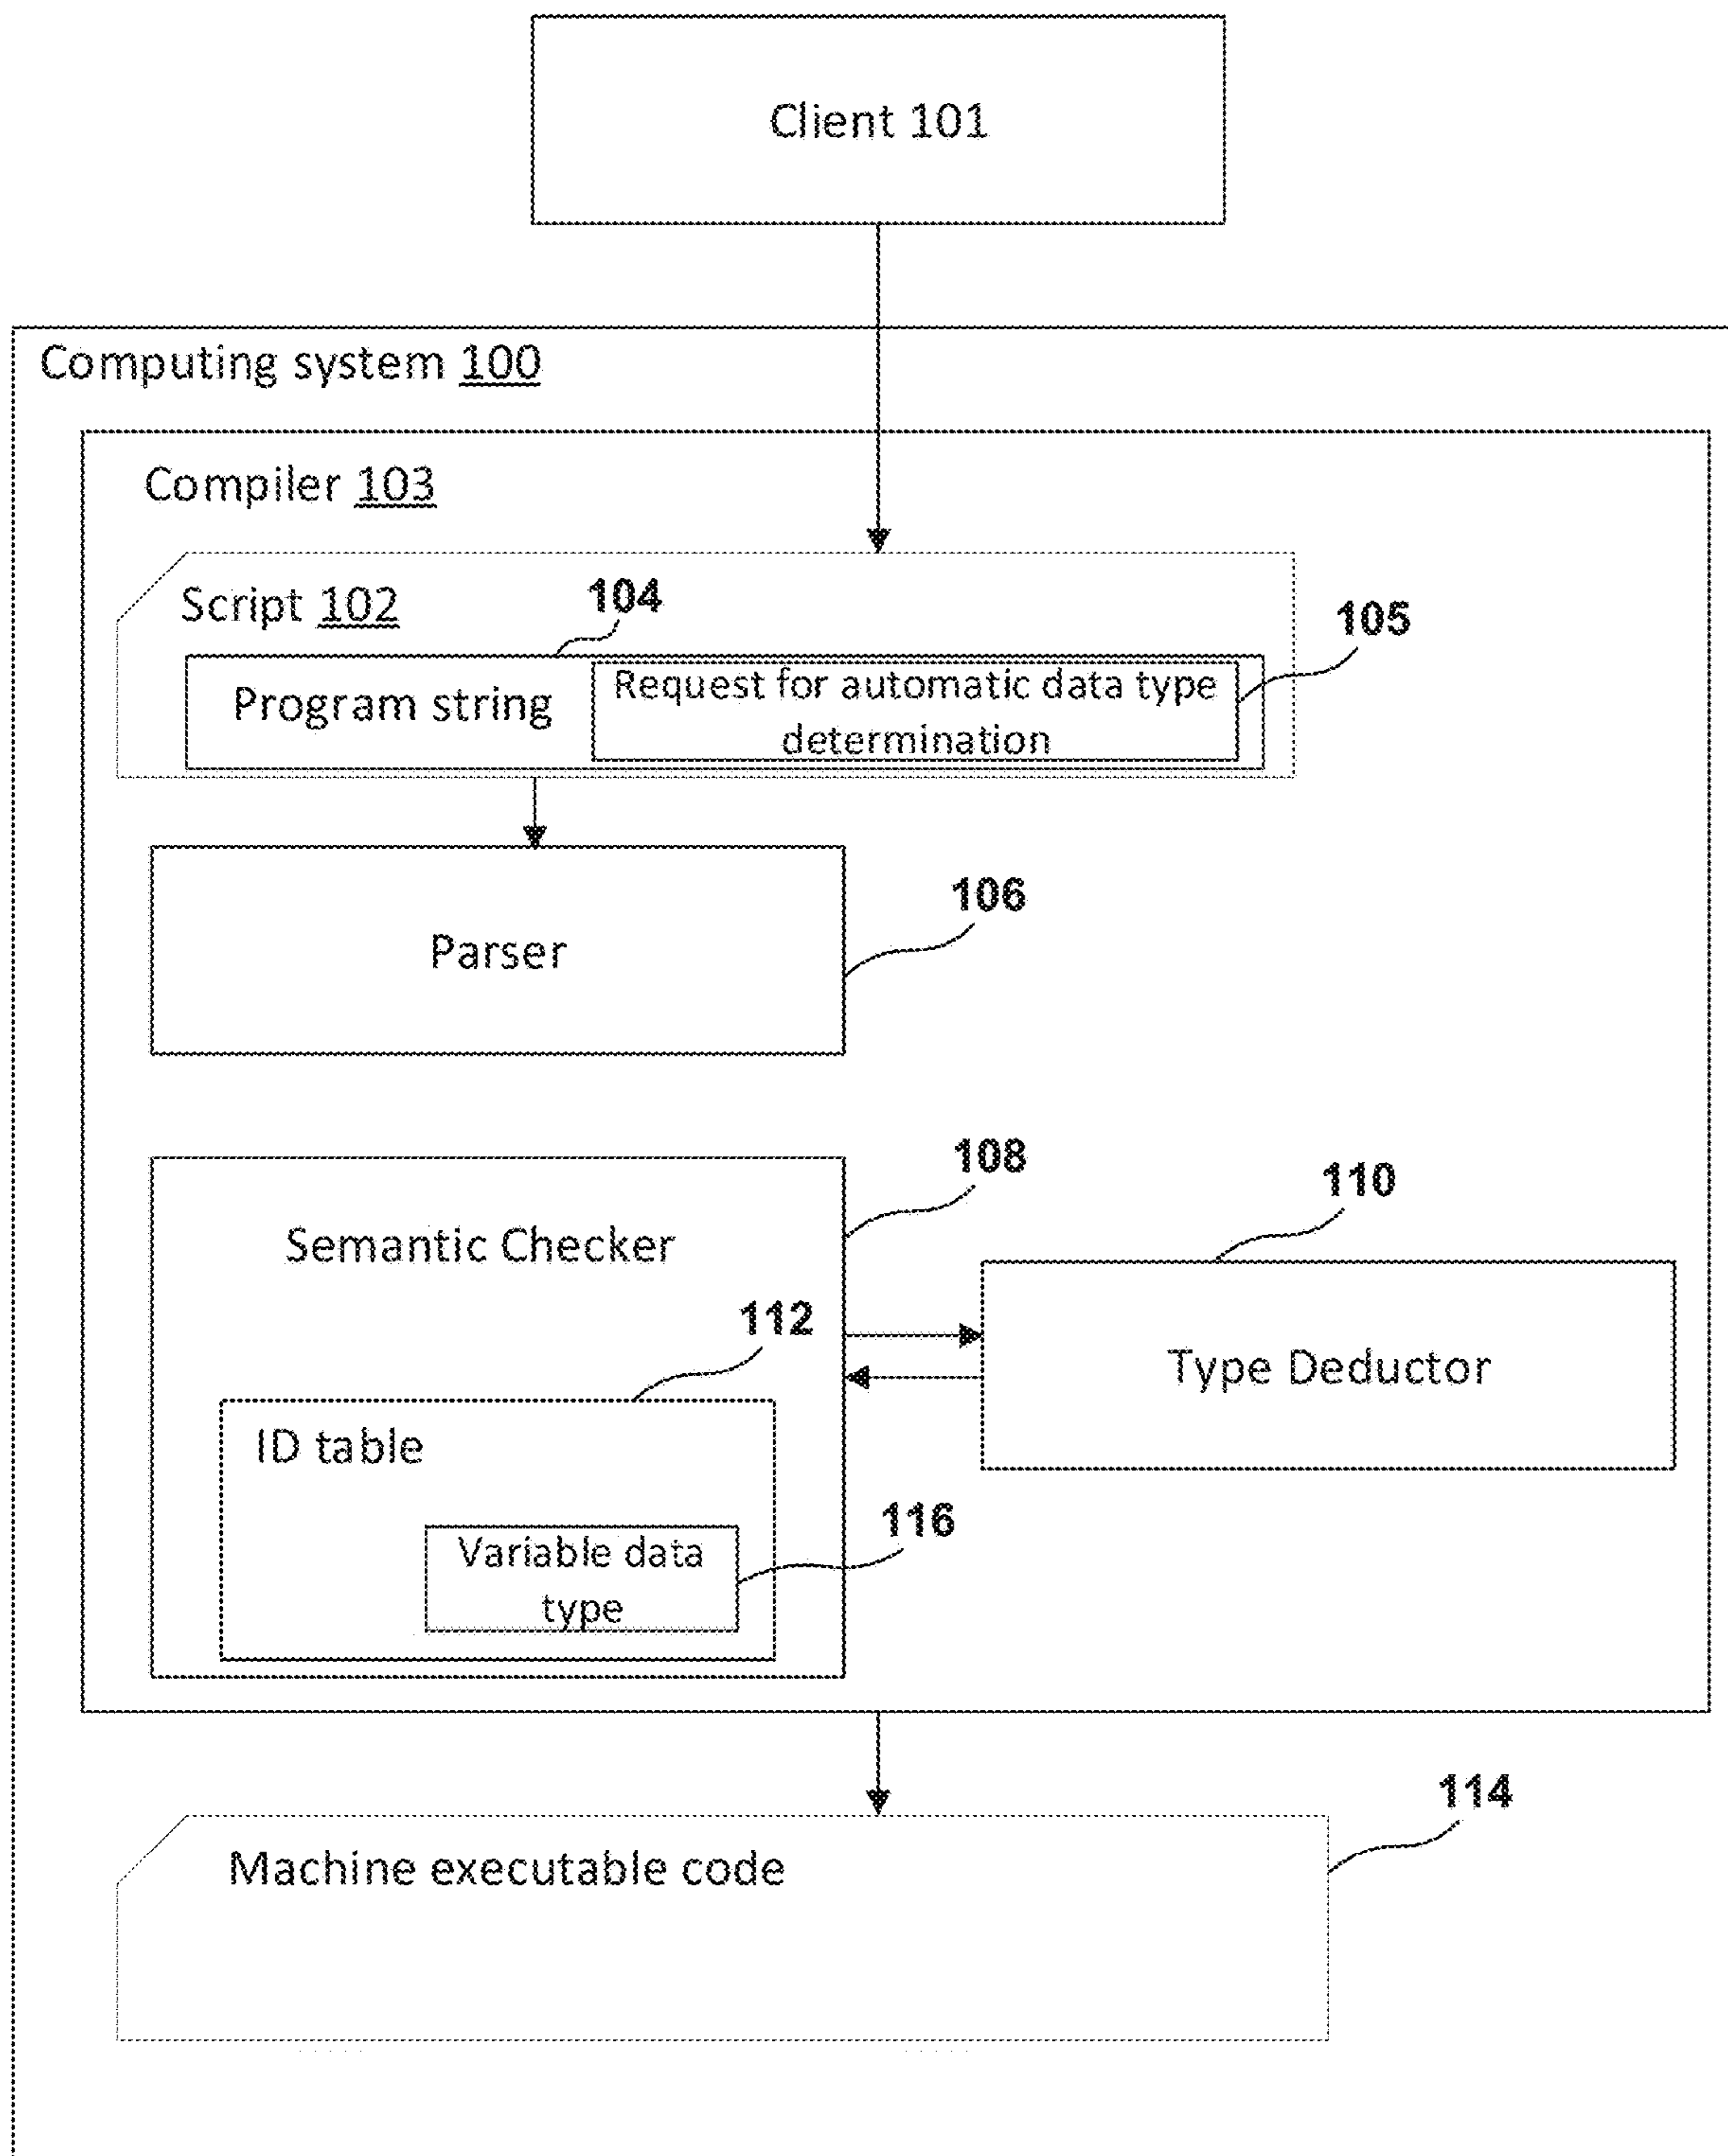 Client 101
Computing system 100
Compiler 103
Script 102
104
105
Program string
Request for automatic data type
determination
106
Parser
108
110
Semantic Checker
112
Type Deductor
ID table
116
Variable data
type
114
Machine executable code